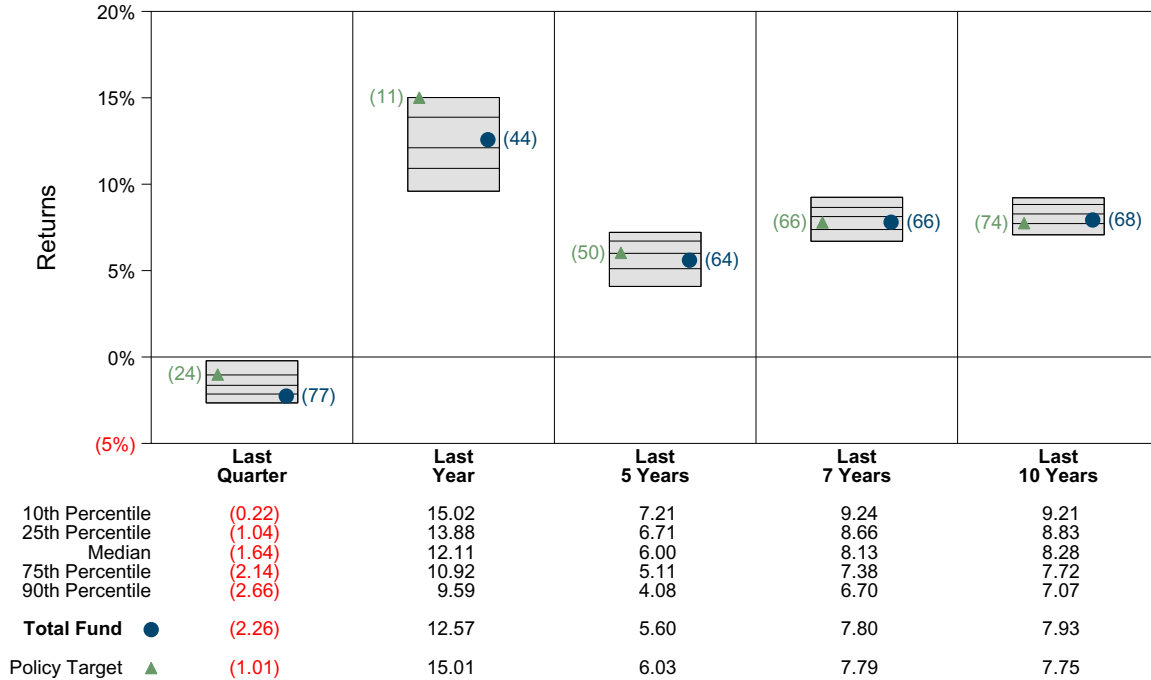 20%
15%
10%
5%
0%
(5%)
Returns
(24)
(77)
(11)
(44)
(50)
(64)
(66)
(66)
(74)
(68)
Last Quarter
Last Year
Last 5 Years
Last 7 Years
Last 10 Years
10th Percentile (0.22) 15.02 7.21 9.24 9.21
25th Percentile (1.04) 13.88 6.71 8.66 8.83
Median (1.64) 12.11 6.00 8.13 8.28
75th Percentile (2.14) 10.92 5.11 7.38 7.72
90th Percentile (2.66) 9.59 4.08 6.70 7.07
Total Fund (2.26) 12.57 5.60 7.80 7.93
Policy Target (1.01) 15.01 6.03 7.79 7.75